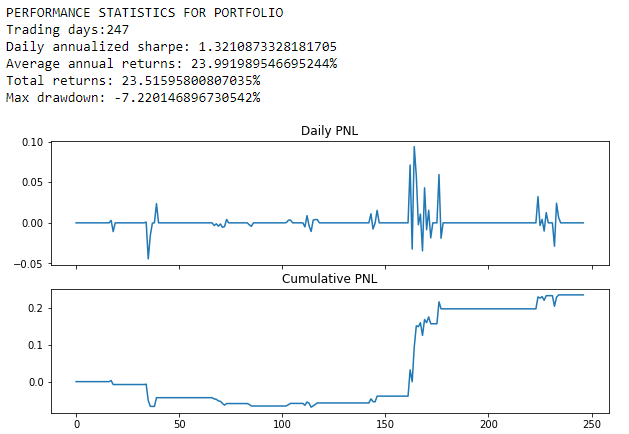 PERFORMANCE STATISTICS FOR PORTFOLIO
Trading days:247
Daily annualized sharpe: 1.3210873328181705
Average annual returns: 23.991989546695244%
Total returns: 23.51595800807035%
Max drawdown: -7.220146896730542%
Daily PNL
0.10
0.05
0.00
−0.05
Cumulative PNL
0.2
0.1
0.0
0 50 100 150 200 250